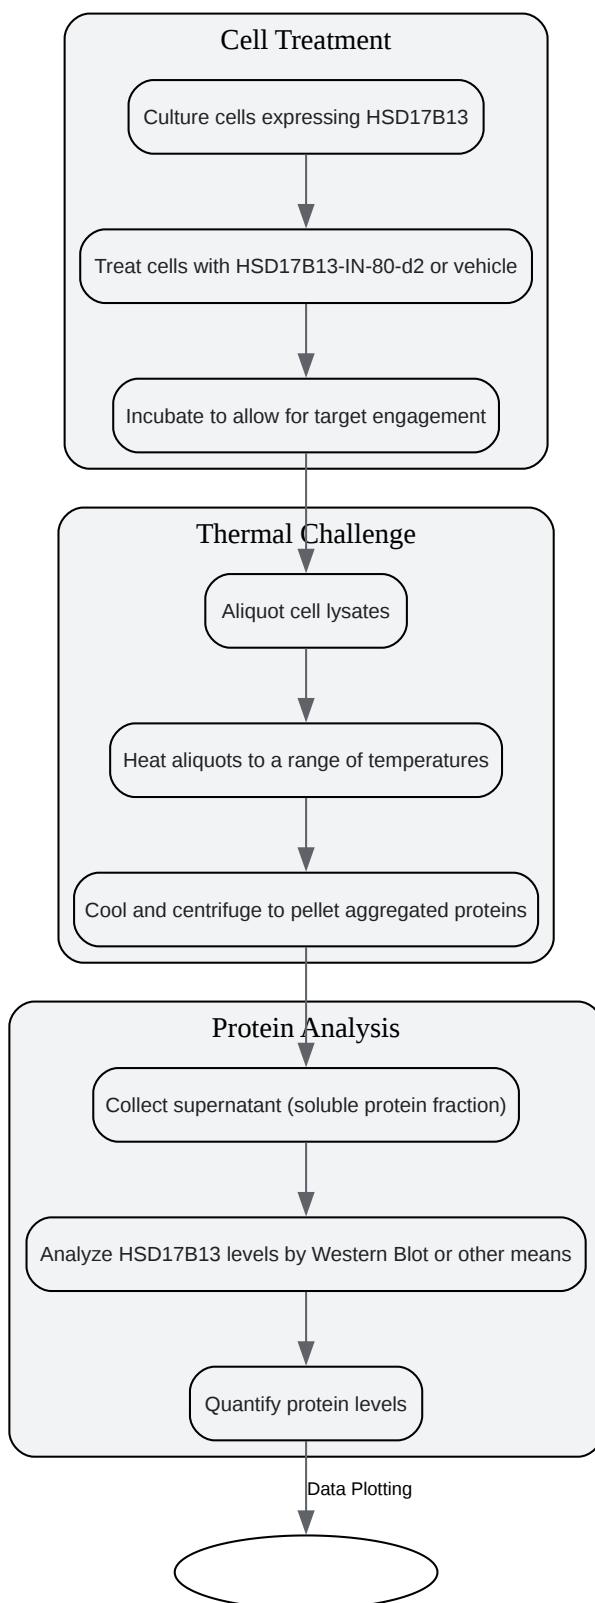 Cell Treatment
Culture cells expressing HSD17B13
Treat cells with HSD17B13-IN-80-d2 or vehicle
Incubate to allow for target engagement
Thermal Challenge
Aliquot cell lysates
Heat aliquots to a range of temperatures
Cool and centrifuge to pellet aggregated proteins
Protein Analysis
Collect supernatant (soluble protein fraction)
Analyze HSD17B13 levels by Western Blot or other means
Quantify protein levels
Data Plotting